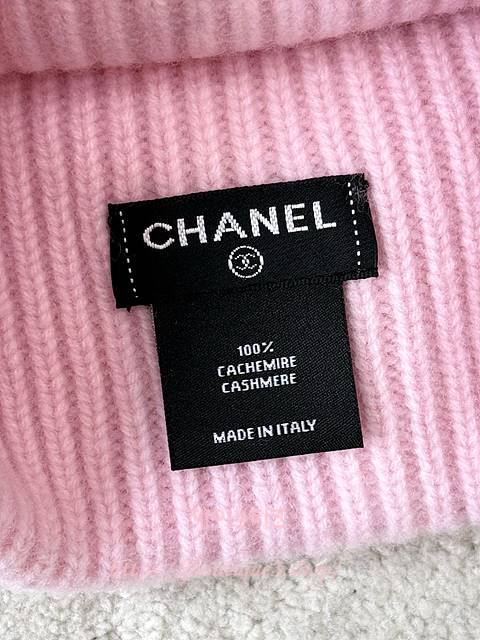 CHANEL
100%
CACHEMIRE
CASHMERE
MADE IN ITALY